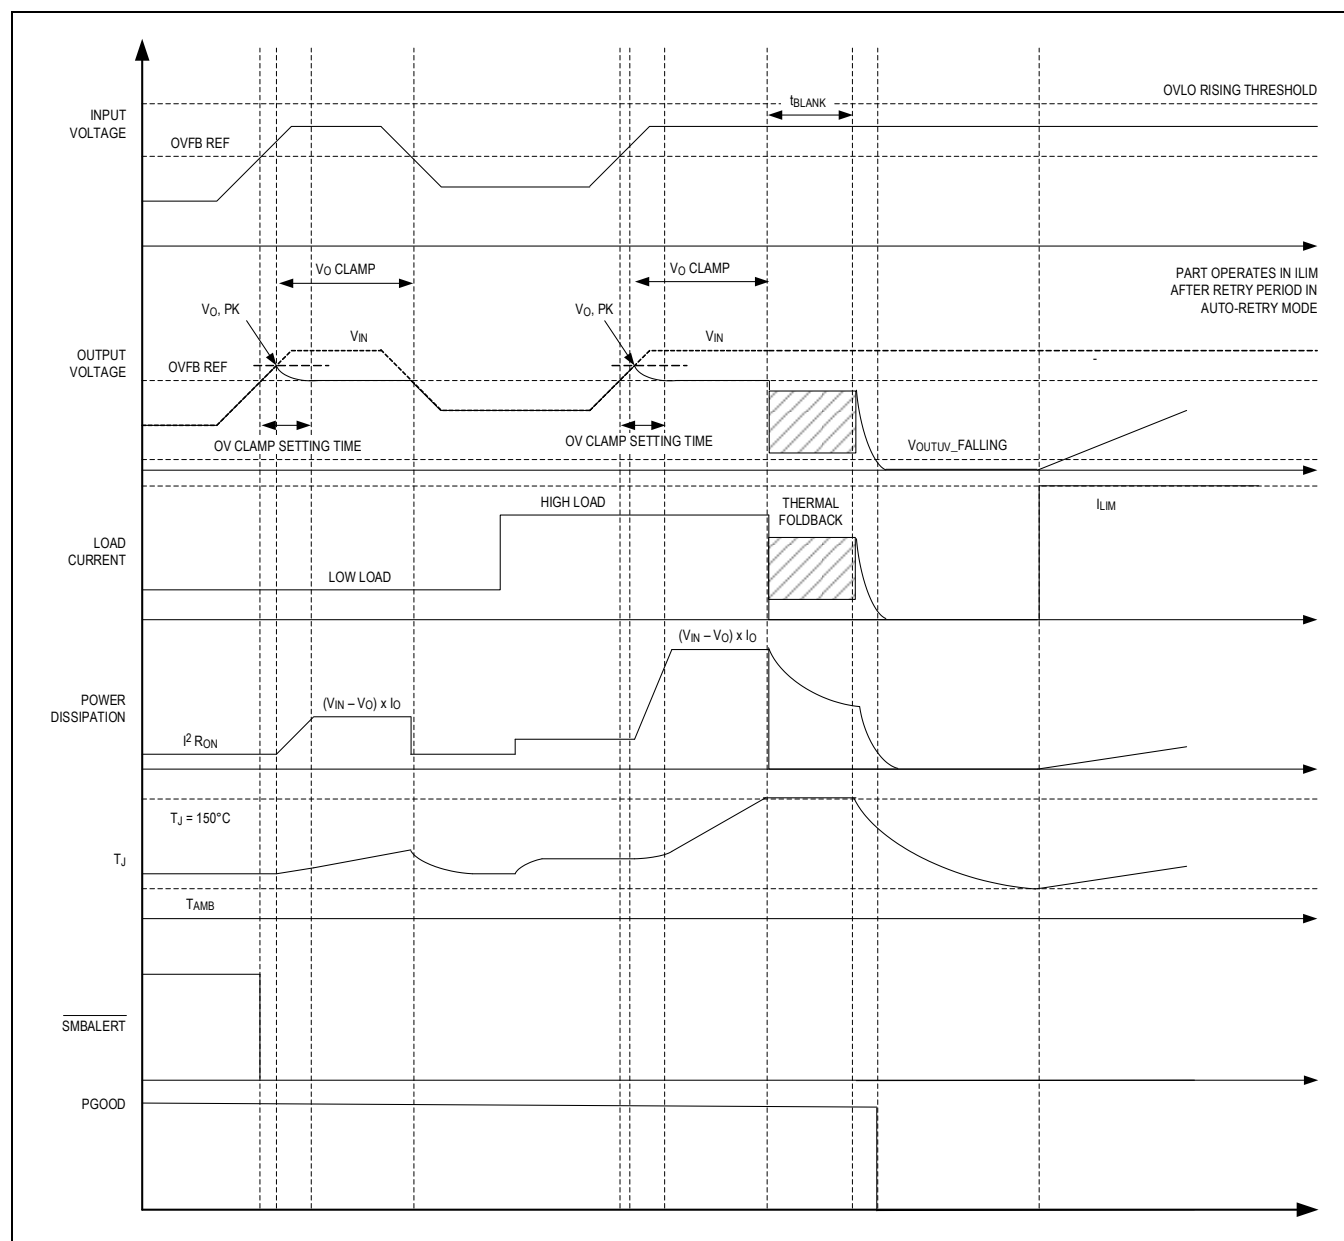 OVLO RISING THRESHOLD
tBLANK
INPUT
VOLTAGE
OVFB REF
VO CLAMP
VO CLAMP
PART OPERATES IN ILIM
AFTER RETRY PERIOD IN
AUTO-RETRY MODE
VO, PK
VO, PK
VIN
VIN
OUTPUT
VOLTAGE
OVFB REF
OV CLAMP SETTING TIME
OV CLAMP SETTING TIME
VOUTUV_FALLING
HIGH LOAD
THERMAL
FOLDBACK
ILIM
LOAD
CURRENT
LOW LOAD
(VIN – VO) x IO
POWER
DISSIPATION
(VIN – VO) x IO
I² RON
TJ = 150°C
TJ
TAMB
SMBALERT
PGOOD